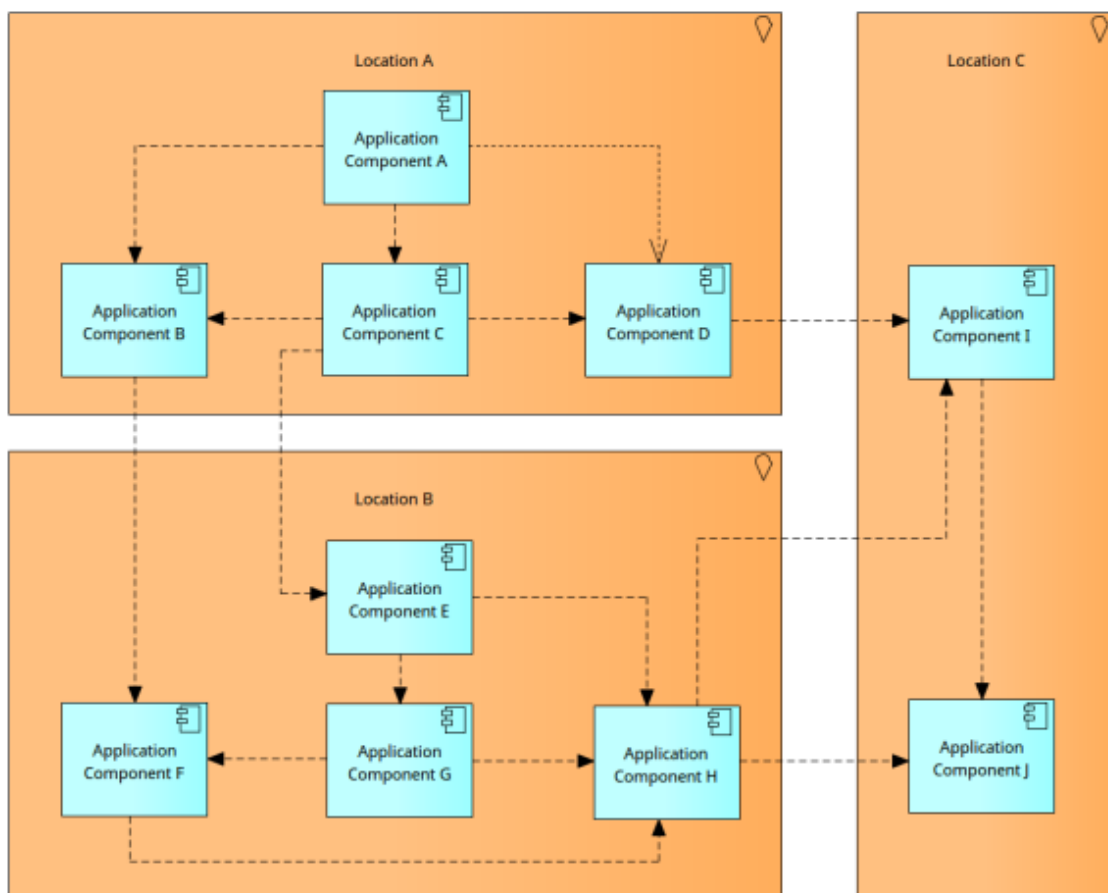 Location A
Location C
Application
Component A
Application
Component B
Application
Component C
Application
Component D
Application
Component I
Location B
Application
Component E
Application
Component F
Application
Component G
Application
Component H
Application
Component J